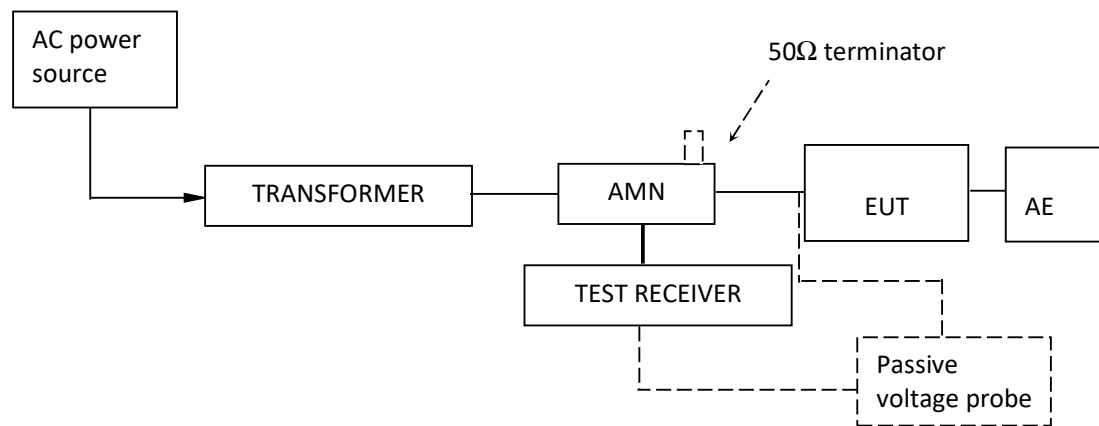 AC power
source
50Ω terminator
TRANSFORMER
AMN
EUT
AE
TEST RECEIVER
Passive
voltage probe